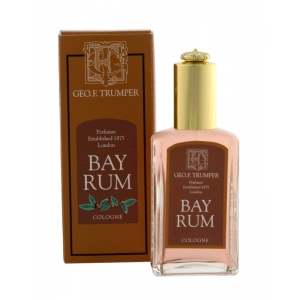 GEO. F. TRUMPER
Perfumer
Established 1875
London
BAY
RUM
COLOGNE
GEO. F. TRUMPER
Perfumer
Established 1875
London
BAY
RUM
COLOGNE